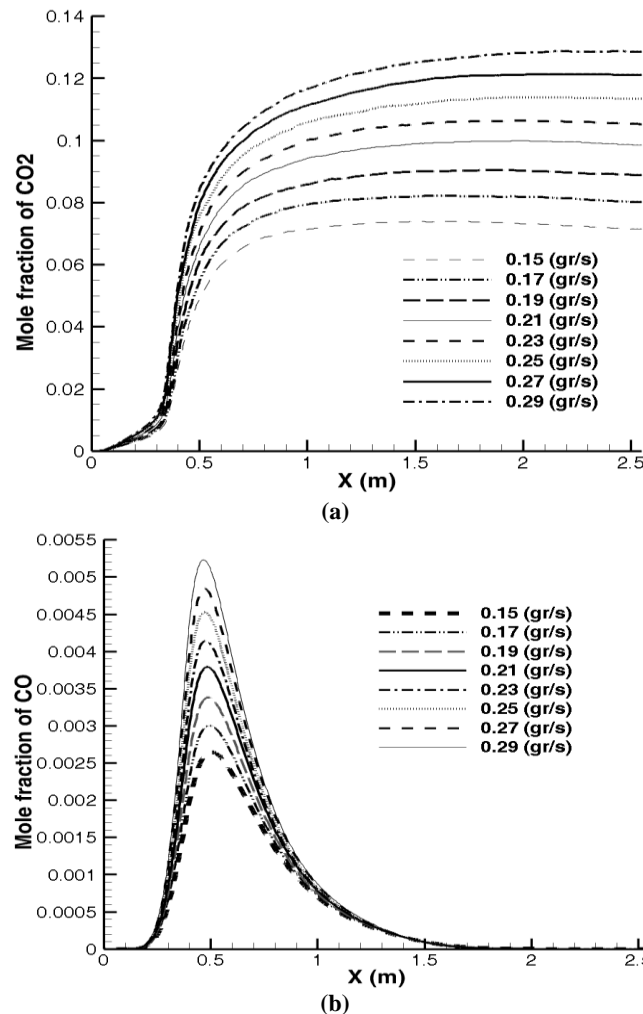 0.14
0.12
0.1
0.08
0.06
0.04
0.02
0
Mole fraction of CO2
0.15 (gr/s)
0.17 (gr/s)
0.19 (gr/s)
0.21 (gr/s)
0.23 (gr/s)
0.25 (gr/s)
0.27 (gr/s)
0.29 (gr/s)
0 0.5 1 1.5 2 2.5
X (m)
(a)
0.0055
0.005
0.0045
0.004
0.0035
0.003
0.0025
0.002
0.0015
0.001
0.0005
0
Mole fraction of CO
0.15 (gr/s)
0.17 (gr/s)
0.19 (gr/s)
0.21 (gr/s)
0.23 (gr/s)
0.25 (gr/s)
0.27 (gr/s)
0.29 (gr/s)
0 0.5 1 1.5 2 2.5
X (m)
(b)